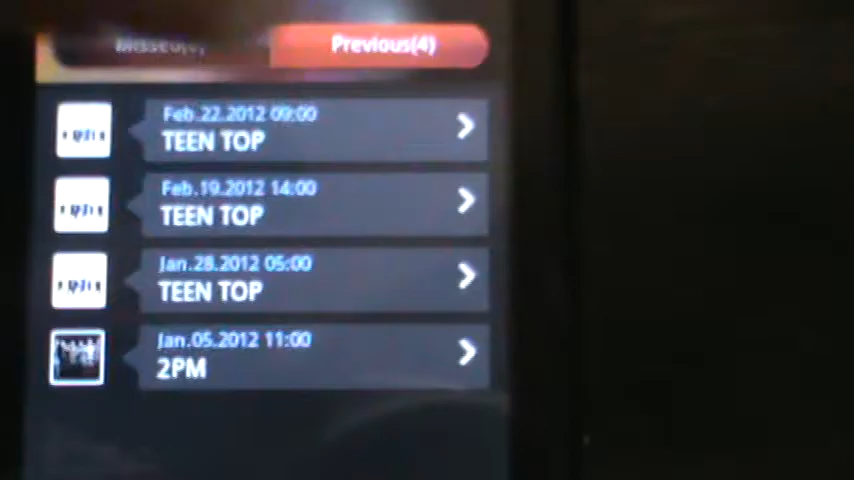 Previous(4)
Feb.22.2012 09:00
TEEN TOP
Feb.19.2012 14:00
TEEN TOP
Jan.28.2012 05:00
TEEN TOP
Jan.05.2012 11:00
2PM